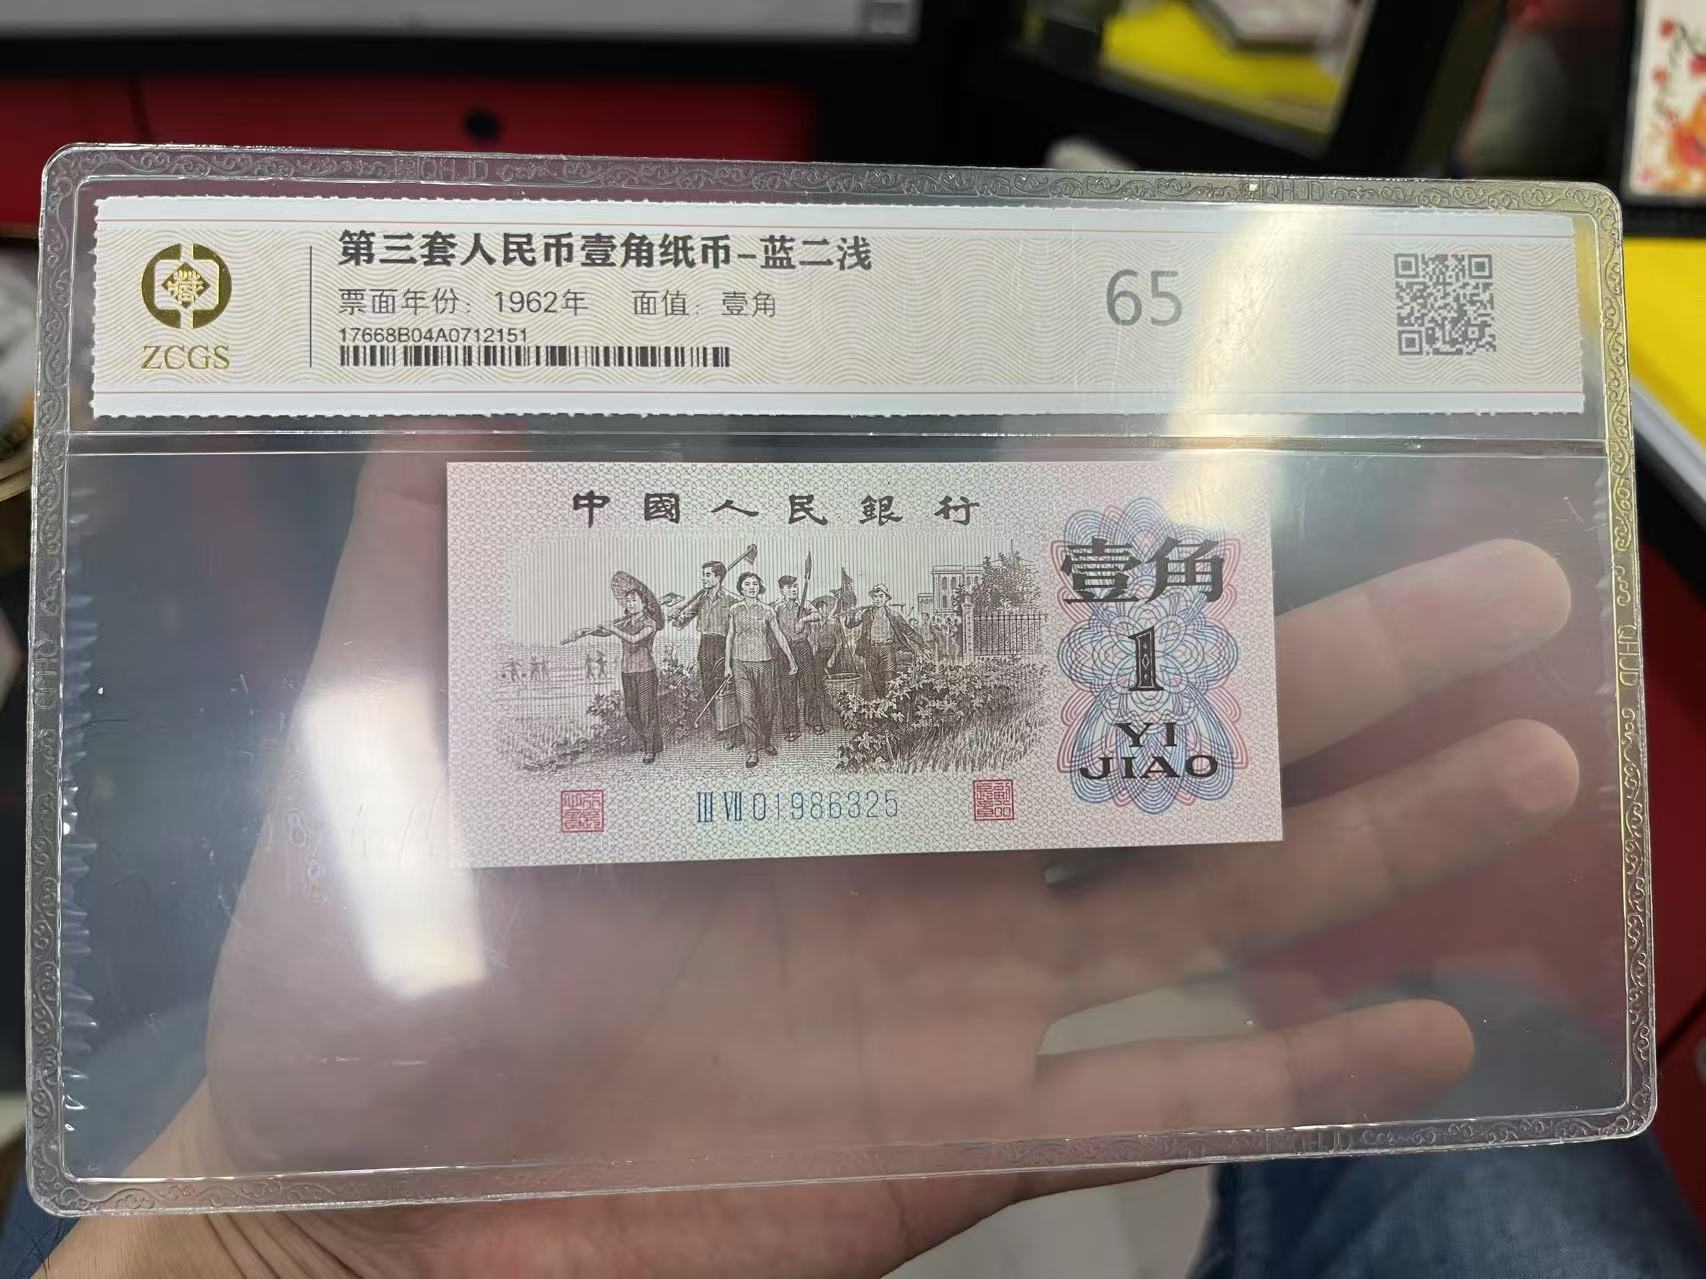 第三套人民币壹角纸币-蓝二浅
票面年份：1962年 面值：壹角
17668B04A0712151
ZCGS
65
中國人民銀行
壹角
1
YI
JIAO
ⅢⅦ01986325